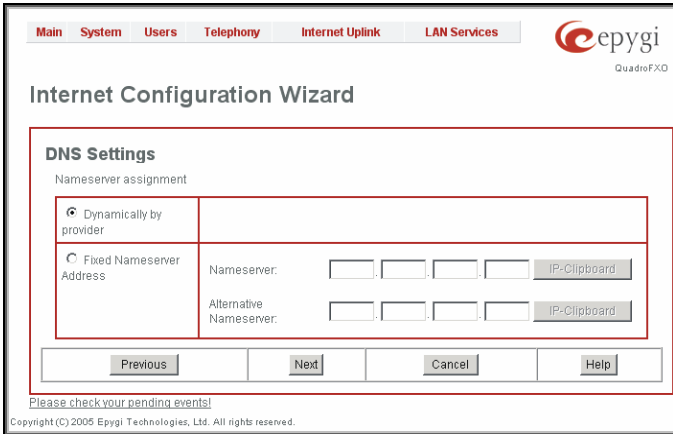 Main System Users Telephony Internet Uplink LAN Services
epygi
QuadroFXO
Internet Configuration Wizard
DNS Settings
Nameserver assignment
Dynamically by
provider
Fixed Nameserver
Address
Nameserver: . . . IP-Clipboard
Alternative
Nameserver: . . . IP-Clipboard
Previous Next Cancel Help
Please check your pending events!
Copyright (C) 2005 Epygi Technologies, Ltd. All rights reserved.